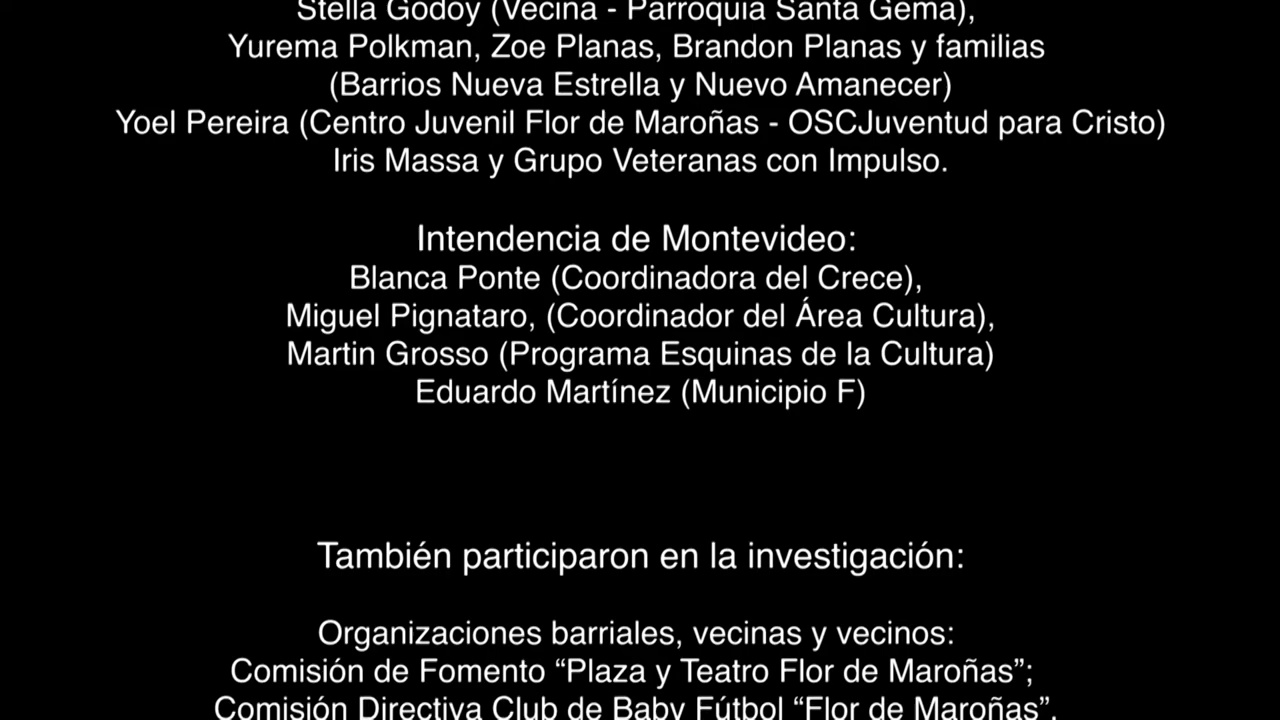 Stella Godoy (Vecina - Parroquia Santa Gema),
Yurema Polkman, Zoe Planas, Brandon Planas y familias
(Barrios Nueva Estrella y Nuevo Amanecer)
Yoel Pereira (Centro Juvenil Flor de Maroñas - OSCJuventud para Cristo)
Iris Massa y Grupo Veteranas con Impulso.
Intendencia de Montevideo:
Blanca Ponte (Coordinadora del Crece),
Miguel Pignataro, (Coordinador del Área Cultura),
Martin Grosso (Programa Esquinas de la Cultura)
Eduardo Martínez (Municipio F)
También participaron en la investigación:
Organizaciones barriales, vecinas y vecinos:
Comisión de Fomento “Plaza y Teatro Flor de Maroñas”;
Comisión Directiva Club de Baby Fútbol “Flor de Maroñas”.